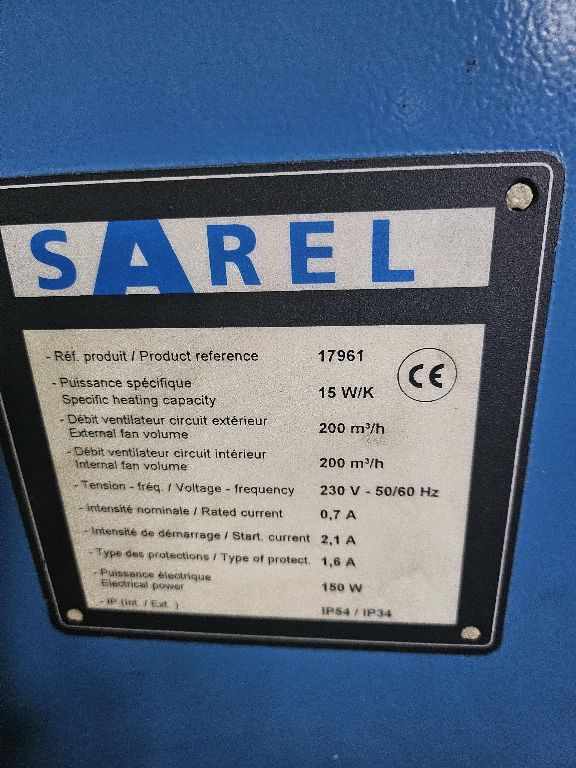 SAREL
- Réf. produit / Product reference 17961 CE
- Puissance spécifique
Specific heating capacity 15 W/K
- Débit ventilateur circuit extérieur
External fan volume 200 m³/h
- Débit ventilateur circuit intérieur
Internal fan volume 200 m³/h
- Tension - fréq. / Voltage - frequency 230 V - 50/60 Hz
- Intensité nominale / Rated current 0,7 A
- Intensité de démarrage / Start. current 2,1 A
- Type des protections / Type of protect. 1,6 A
- Puissance électrique
Electrical power 150 W
- IP (Int. / Ext. ) IP54 / IP34